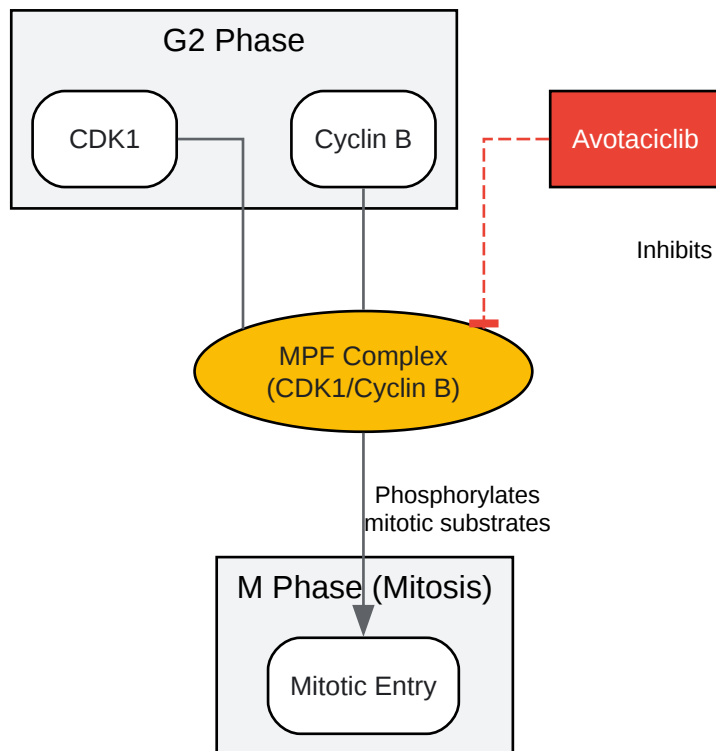 G2 Phase
CDK1
Cyclin B
Avotaciclib
Inhibits
MPF Complex
(CDK1/Cyclin B)
Phosphorylates
mitotic substrates
M Phase (Mitosis)
Mitotic Entry